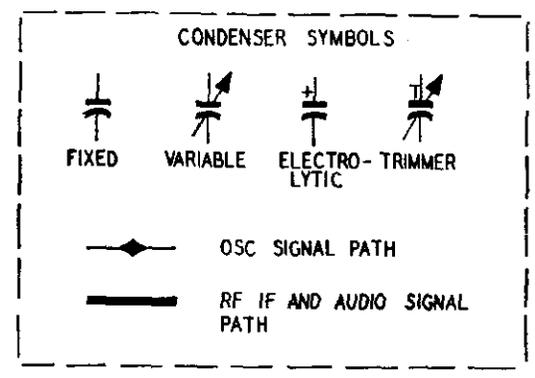 CONDENSER SYMBOLS
+ T
FIXED VARIABLE ELECTRO- TRIMMER
LYTIC
OSC SIGNAL PATH
RF IF AND AUDIO SIGNAL
PATH